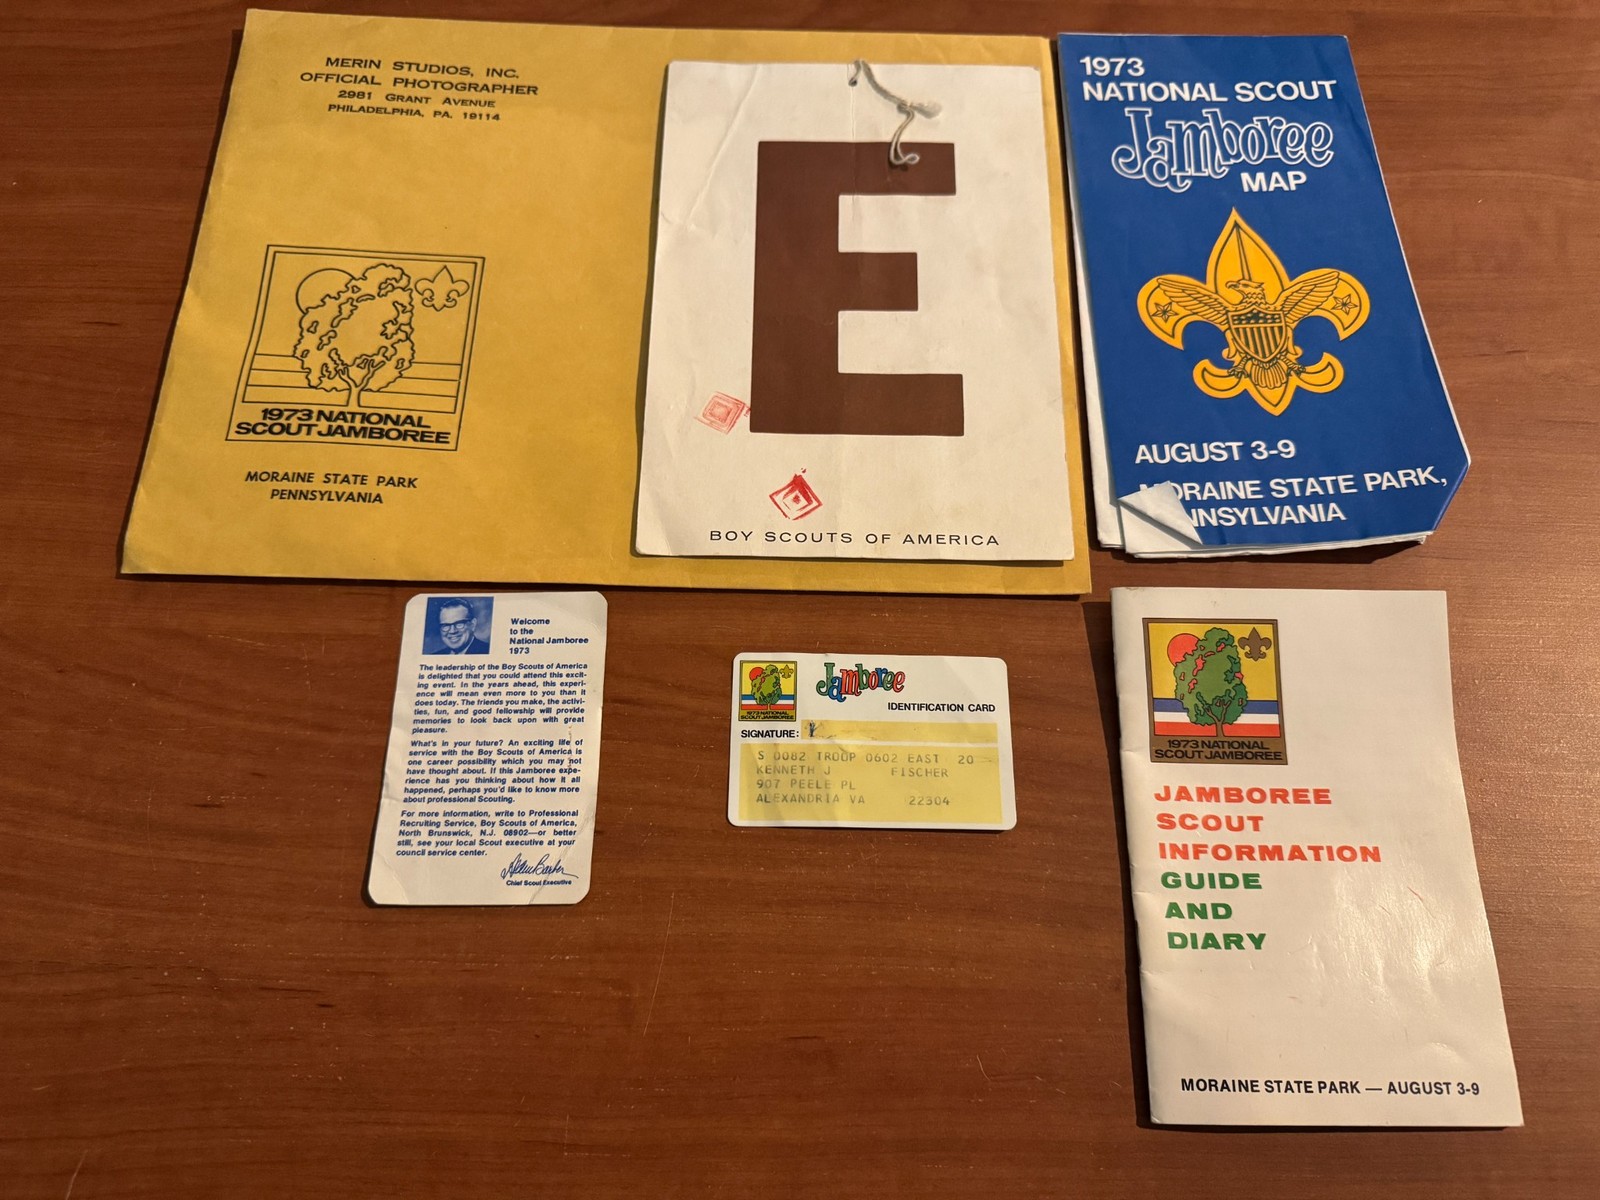 MERIN STUDIOS, INC.
OFFICIAL PHOTOGRAPHER
2981 GRANT AVENUE
PHILADELPHIA, PA. 19114
1973 NATIONAL
SCOUT JAMBOREE
MORAINE STATE PARK
PENNSYLVANIA
E
BOY SCOUTS OF AMERICA
1973
NATIONAL SCOUT
Jamboree
MAP
AUGUST 3-9
MORAINE STATE PARK,
PENNSYLVANIA
Welcome
to the
National Jamboree
1973
The leadership of the Boy Scouts of America
is delighted that you could attend this excit-
ing event. In the years ahead, this experi-
ence will mean even more to you than it
does today. The friends you make, the activi-
ties, fun, and good fellowship will provide
memories to look back upon with great
pleasure.
What's in your future? An exciting life of
service with the Boy Scouts of America is
one career possibility which you may not
have thought about. If this Jamboree expe-
rience has you thinking about how it all
happened, perhaps you'd like to know more
about professional Scouting.
For more information, write to Professional
Recruiting Service, Boy Scouts of America,
North Brunswick, N.J. 08902—or better
still, see your local Scout executive at your
council service center.
Alden Barber
Chief Scout Executive
1973 NATIONAL
SCOUT JAMBOREE
Jamboree
IDENTIFICATION CARD
SIGNATURE:
S 0082 TROOP 0602 EAST 20
KENNETH J FISCHER
907 PEELE PL
ALEXANDRIA VA 22304
1973 NATIONAL
SCOUT JAMBOREE
JAMBOREE
SCOUT
INFORMATION
GUIDE
AND
DIARY
MORAINE STATE PARK — AUGUST 3-9